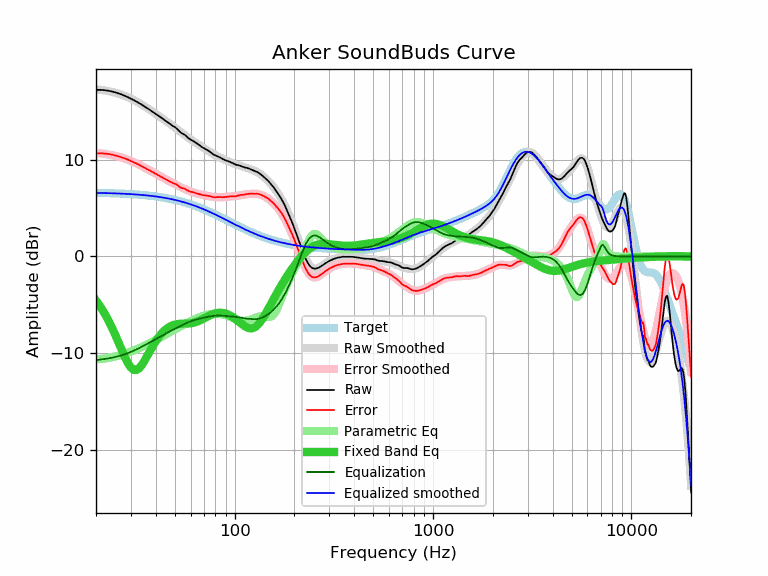 Anker SoundBuds Curve
Amplitude (dBr)
10
0
−10
−20
Target
Raw Smoothed
Error Smoothed
Raw
Error
Parametric Eq
Fixed Band Eq
Equalization
Equalized smoothed
100
1000
10000
Frequency (Hz)